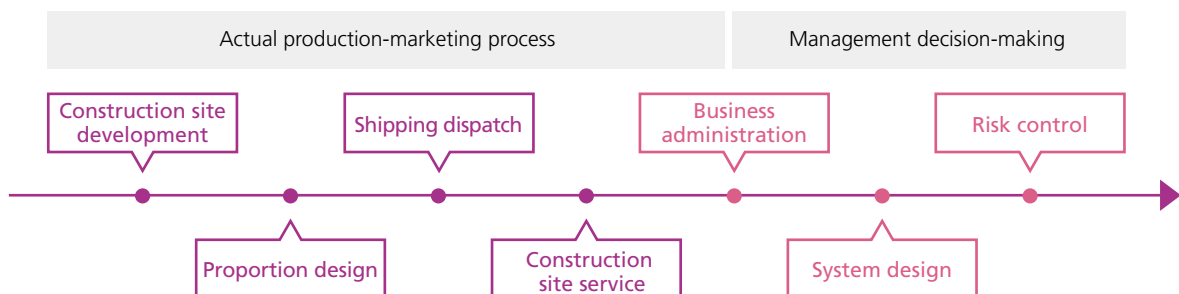 Actual production-marketing process
Management decision-making
Construction site
development
Shipping dispatch
Business
administration
Risk control
Proportion design
Construction
site service
System design